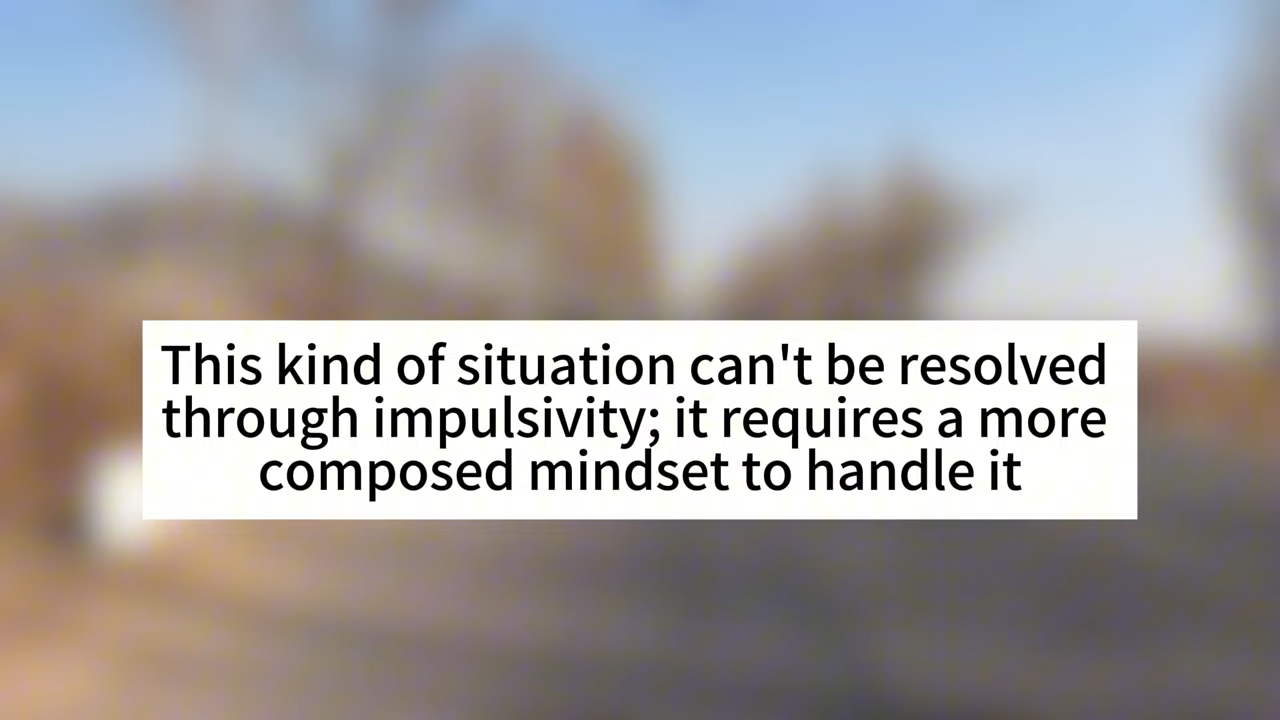 This kind of situation can't be resolved
through impulsivity; it requires a more
composed mindset to handle it